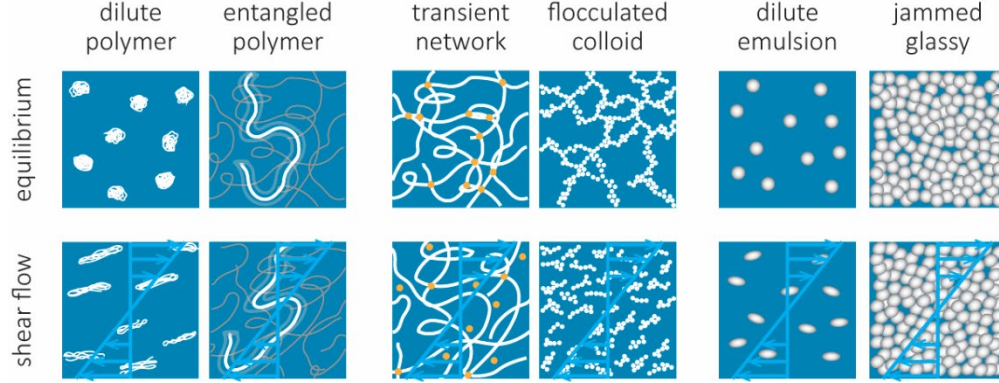 dilute
polymer
entangled
polymer
transient
network
flocculated
colloid
dilute
emulsion
jammed
glassy
equilibrium
shear flow